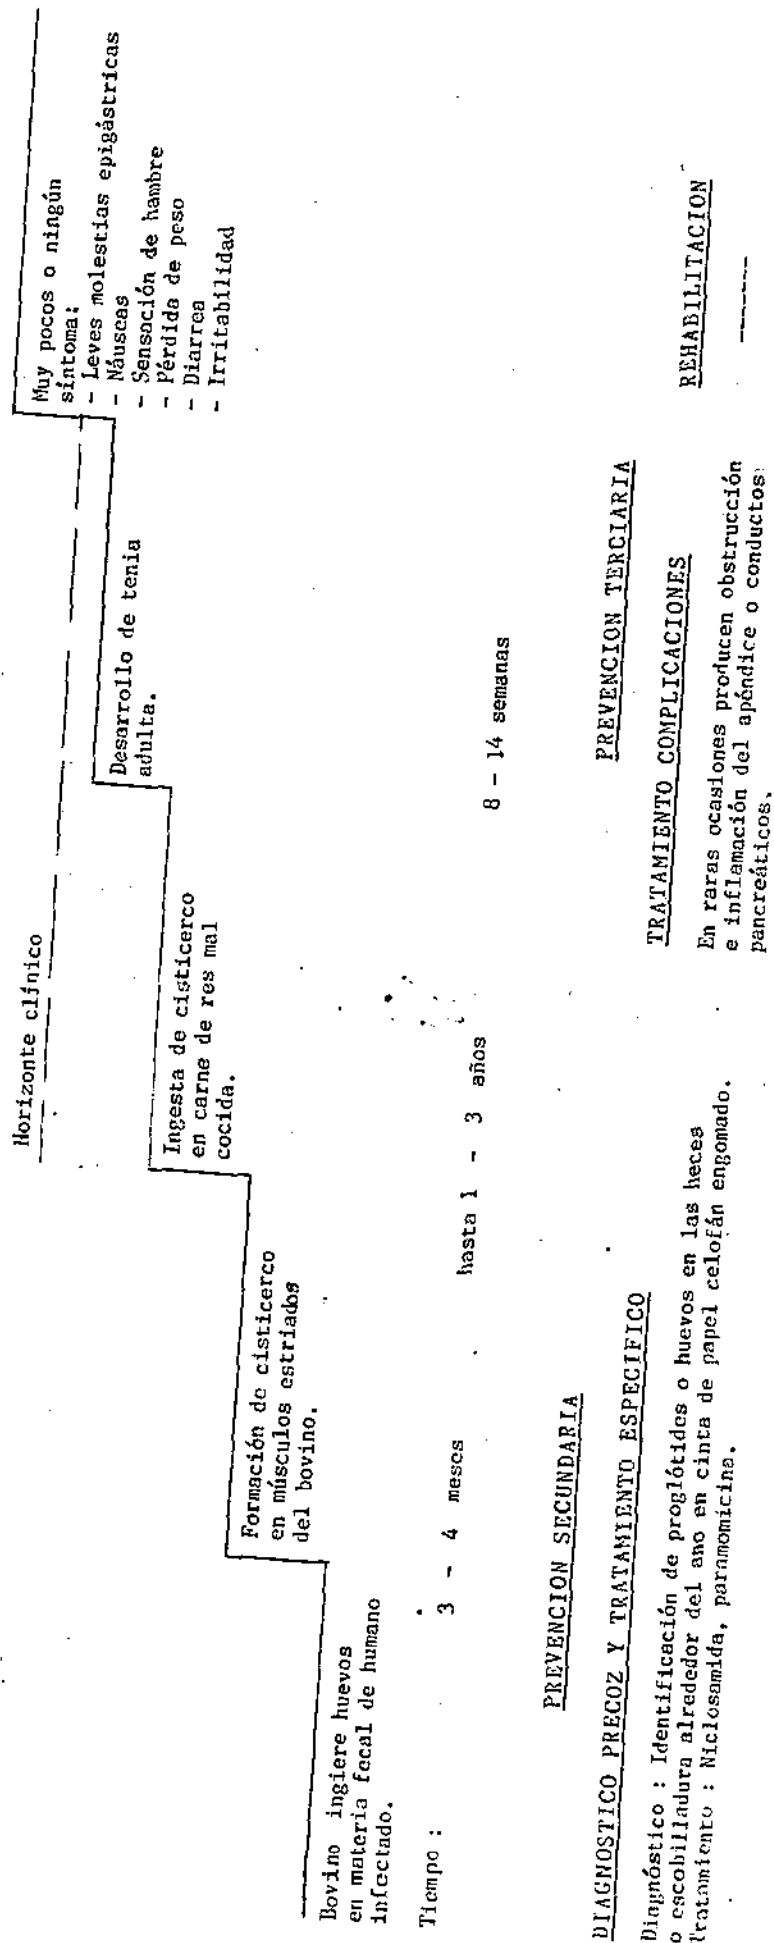 Horizonte clínico
Muy pocos o ningún
síntoma:
- Leves molestias epigástricas
- Náuseas
- Sensación de hambre
- Pérdida de peso
- Diarrea
- Irritabilidad
Desarrollo de tenia
adulta.
Ingesta de cisticerco
en carne de res mal
cocida.
Formación de cisticerco
en músculos estriados
del bovino.
Bovino ingiere huevos
en materia fecal de humano
infectado.
Tiempo :
3 - 4 meses
hasta 1 - 3 años
8 - 14 semanas
PREVENCION SECUNDARIA
DIAGNOSTICO PRECOZ Y TRATAMIENTO ESPECIFICO
Diagnóstico : Identificación de proglótides o huevos en las heces
o escobilladura alrededor del ano en cinta de papel celofán engomado.
Tratamiento : Niclosamida, paramomicina.
PREVENCION TERCIARIA
TRATAMIENTO COMPLICACIONES
En raras ocasiones producen obstrucción
e inflamación del apéndice o conductos
pancreáticos.
REHABILITACION
------